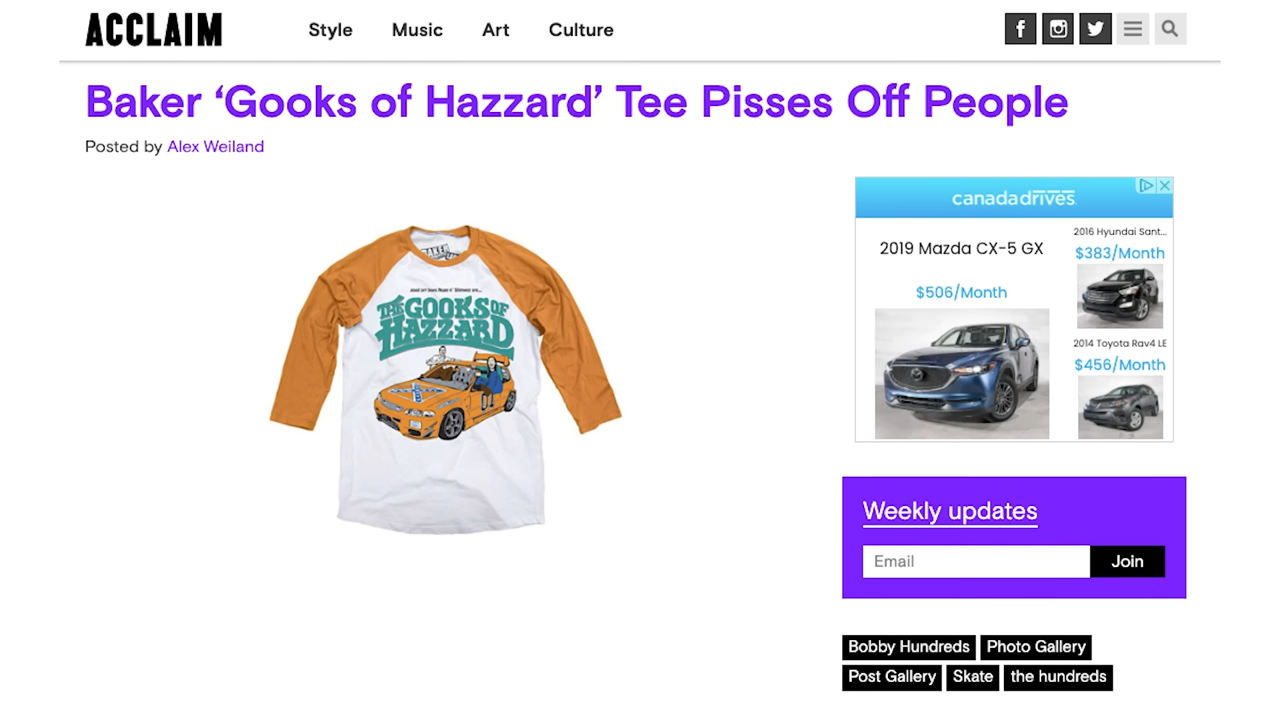 ACCLAIM
Style Music Art Culture
Baker ‘Gooks of Hazzard’ Tee Pisses Off People
Posted by Alex Weiland
BAKER
THE GOOKS OF
HAZZARD
canadadrives
2019 Mazda CX-5 GX
$506/Month
2016 Hyundai Sant...
$383/Month
2014 Toyota Rav4 LE
$456/Month
Weekly updates
Email
Join
Bobby Hundreds Photo Gallery
Post Gallery Skate the hundreds